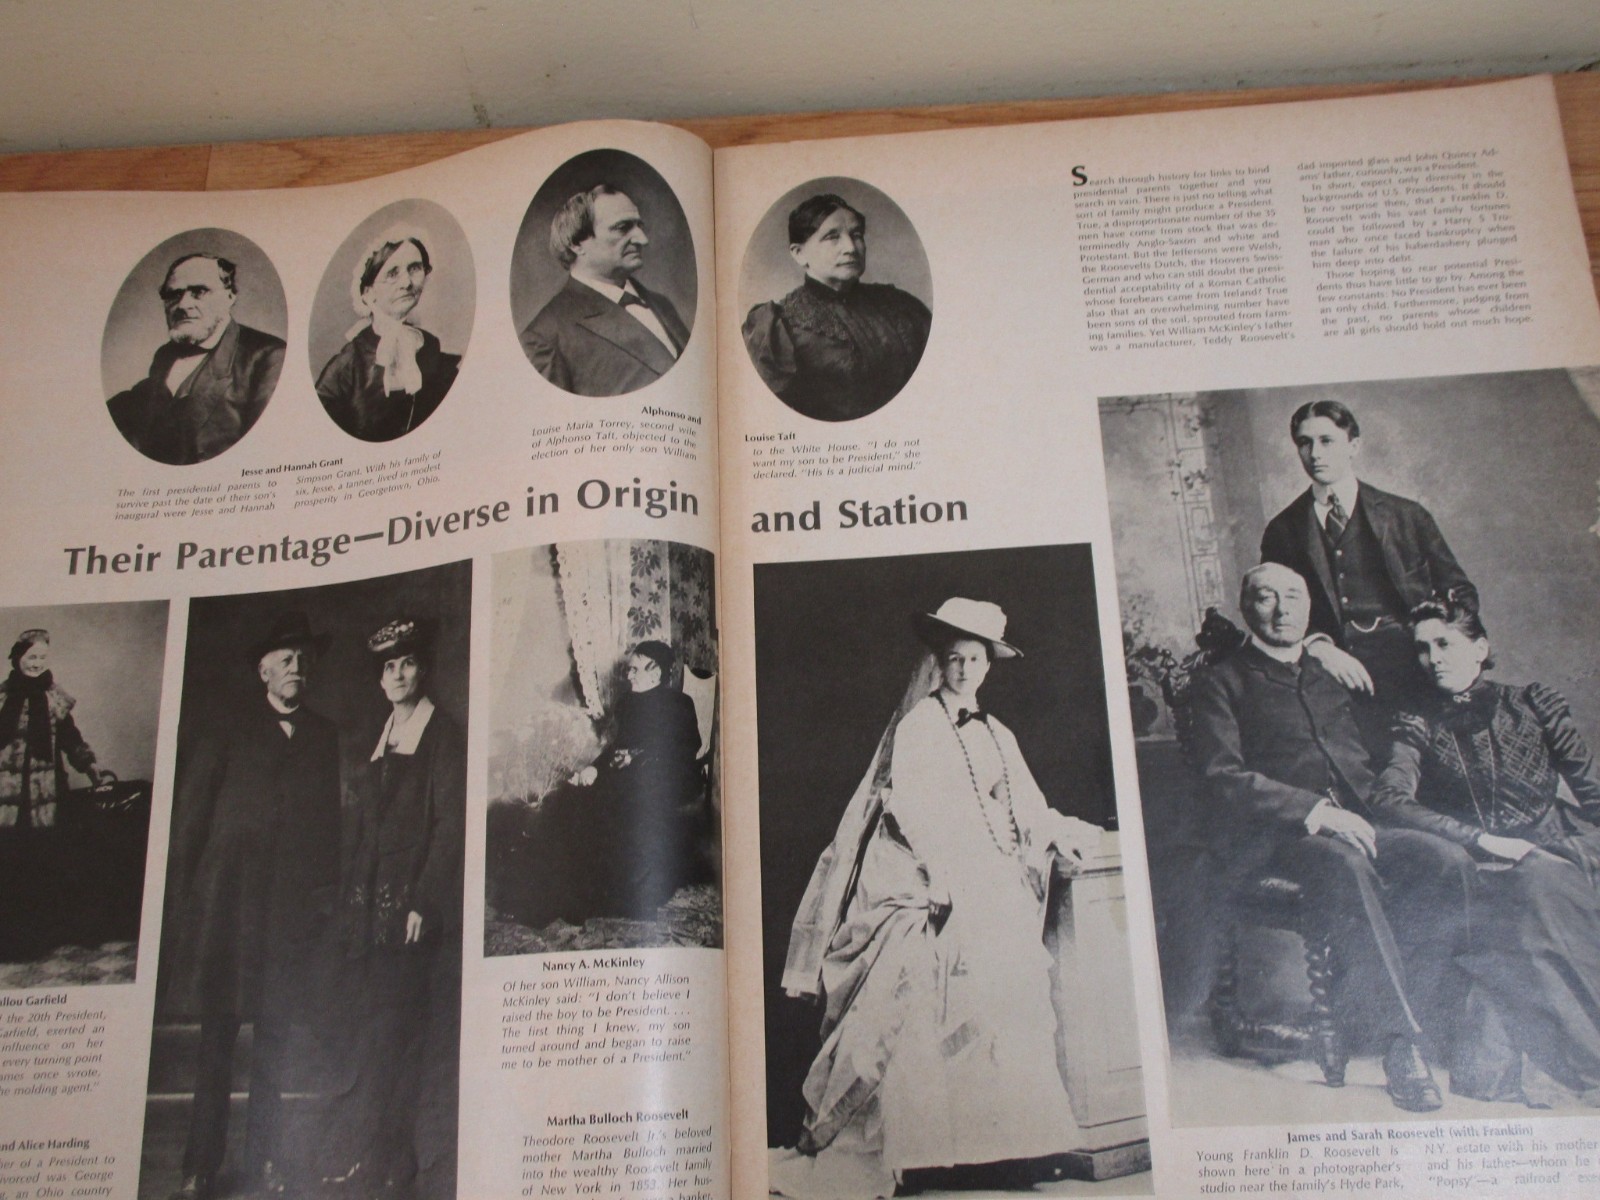 Search through history for links to bind
presidential parents together and you
search in vain. There is just no telling what
sort of family might produce a President.
True, a disproportionate number of the 35
men have come from stock that was de-
terminedly Anglo-Saxon and white and
Protestant. But the Jeffersons were Welsh,
the Roosevelts Dutch, the Hoovers Swiss-
German and who can still doubt the presi-
dential acceptability of a Roman Catholic
whose forebears came from Ireland? True
also that an overwhelming number have
been sons of the soil, sprouted from farm-
ing families. Yet William McKinley's father
was a manufacturer, Teddy Roosevelt's
dad imported glass and John Quincy Ad-
ams' father, curiously, was a President.
In short, expect only diversity in the
backgrounds of U.S. Presidents. It should
be no surprise then, that a Franklin D.
Roosevelt with his vast family fortunes
could be followed by a Harry S Tru-
man who once faced bankruptcy when
the failure of his haberdashery plunged
him deep into debt.
Those hoping to rear potential Presi-
dents thus have little to go by. Among the
few constants: No President has ever been
an only child. Furthermore, judging from
the past, no parents whose children
are all girls should hold out much hope.
Jesse and Hannah Grant
The first presidential parents to
survive past the date of their son's
inaugural were Jesse and Hannah
Simpson Grant. With his family of
six, Jesse, a tanner, lived in modest
prosperity in Georgetown, Ohio.
Alphonso and
Louise Maria Torrey, second wife
of Alphonso Taft, objected to the
election of her only son William
Louise Taft
to the White House. "I do not
want my son to be President," she
declared. "His is a judicial mind."
Their Parentage—Diverse in Origin and Station
llou Garfield
the 20th President,
Garfield, exerted an
influence on her
every turning point
ames once wrote,
he molding agent."
nd Alice Harding
her of a President to
ivorced was George
g, an Ohio country
Nancy A. McKinley
Of her son William, Nancy Allison
McKinley said: "I don't believe I
raised the boy to be President. . . .
The first thing I knew, my son
turned around and began to raise
me to be mother of a President."
Martha Bulloch Roosevelt
Theodore Roosevelt Jr.'s beloved
mother Martha Bulloch married
into the wealthy Roosevelt family
of New York in 1853. Her hus-
a banker,
James and Sarah Roosevelt (with Franklin)
Young Franklin D. Roosevelt is
shown here in a photographer's
studio near the family's Hyde Park,
N.Y. estate with his mother
and his father—whom he
"Popsy"—a railroad exe